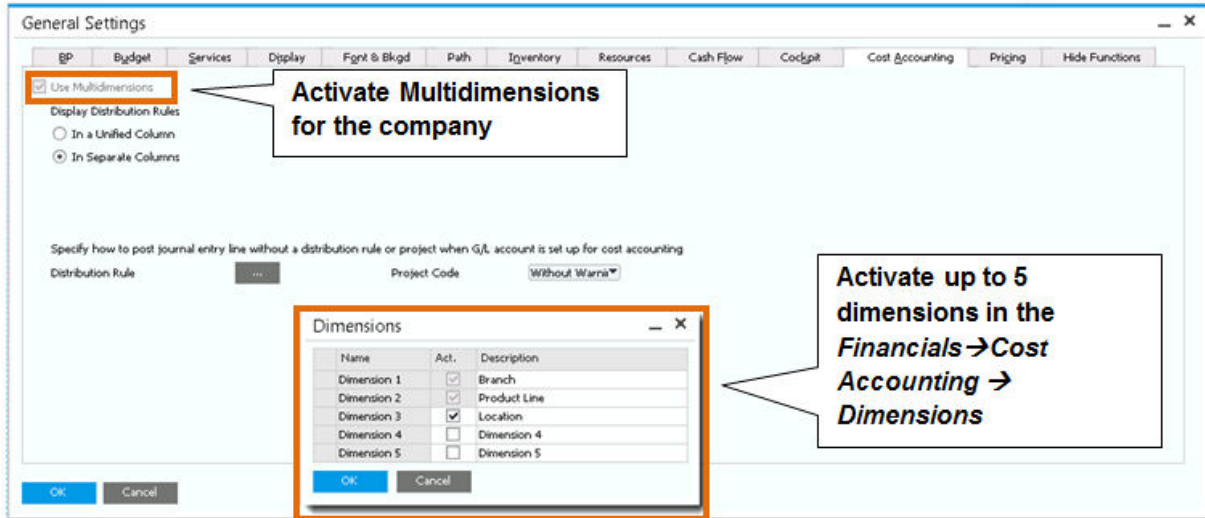 General Settings
BP Budget Services Display Font & Bkgd Path Inventory Resources Cash Flow Cockpit Cost Accounting Pricing Hide Functions
Use Multidimensions
Activate Multidimensions
for the company
Display Distribution Rules
In a Unified Column
In Separate Columns
Specify how to post journal entry line without a distribution rule or project when G/L account is set up for cost accounting
Distribution Rule ... Project Code Without Warnin
Activate up to 5
dimensions in the
Financials→Cost
Accounting →
Dimensions
Dimensions
Name Act. Description
Dimension 1 Branch
Dimension 2 Product Line
Dimension 3 Location
Dimension 4 Dimension 4
Dimension 5 Dimension 5
OK Cancel
OK Cancel